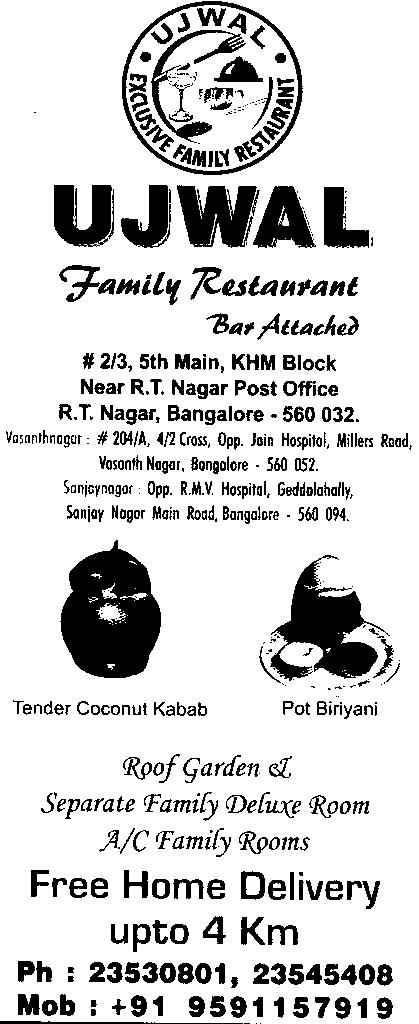 UJWAL
EXCLUSIVE FAMILY RESTAURANT
UJWAL
Family Restaurant
Bar Attached
# 2/3, 5th Main, KHM Block
Near R.T. Nagar Post Office
R.T. Nagar, Bangalore - 560 032.
Vasanthnagar : # 204/A, 4/2 Cross, Opp. Jain Hospital, Millers Road,
Vasanth Nagar, Bangalore - 560 052.
Sanjaynagar : Opp. R.M.V. Hospital, Geddalahally,
Sanjay Nagar Main Road, Bangalore - 560 094.
Tender Coconut Kabab Pot Biriyani
Roof Garden &
Separate Family Deluxe Room
A/C Family Rooms
Free Home Delivery
upto 4 Km
Ph : 23530801, 23545408
Mob : +91 9591157919